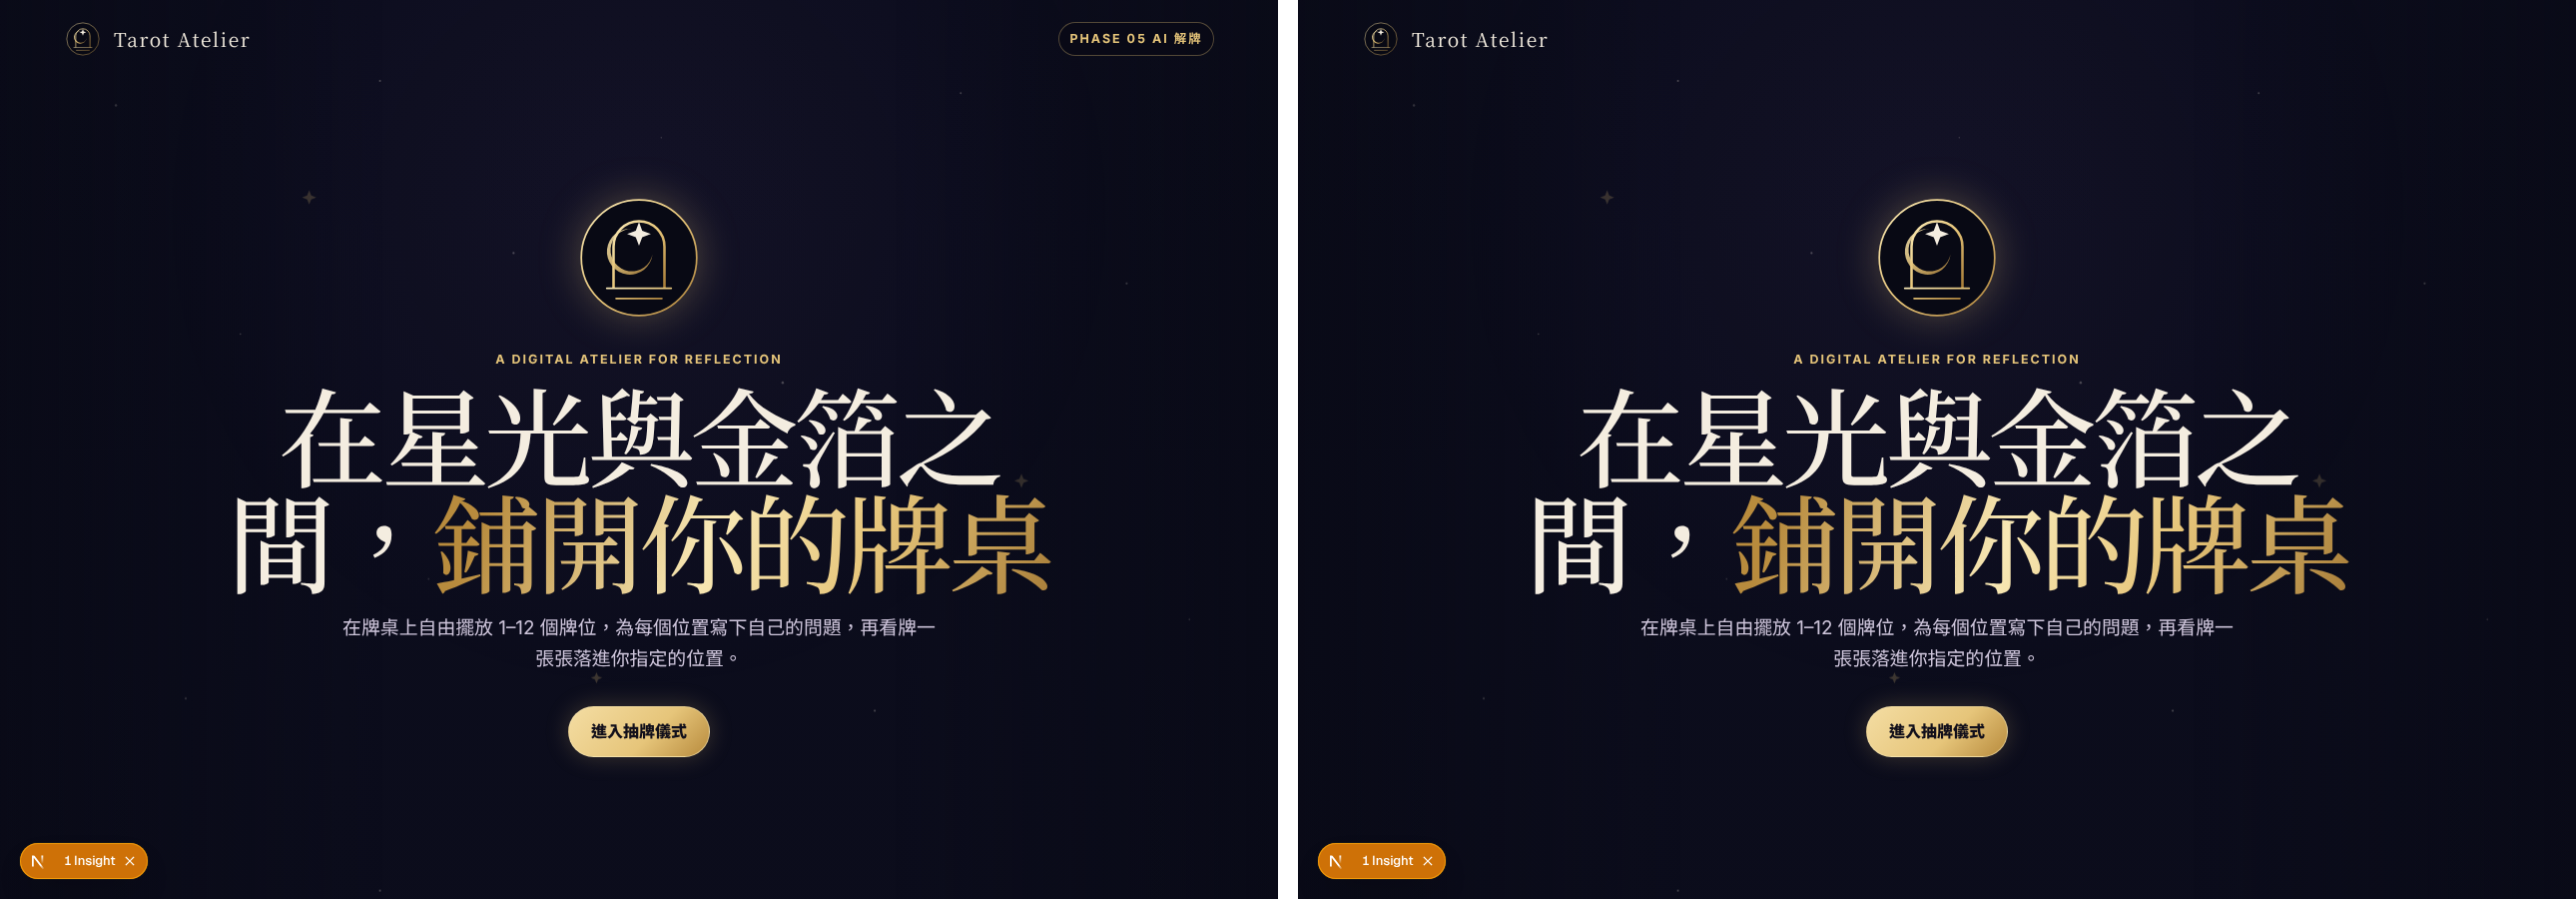 Tarot Atelier
PHASE 05 AI 解牌
A DIGITAL ATELIER FOR REFLECTION
在星光與金箔之
間，鋪開你的牌桌
在牌桌上自由擺放 1–12 個牌位，為每個位置寫下自己的問題，再看牌一
張張落進你指定的位置。
進入抽牌儀式
1 Insight
Tarot Atelier
A DIGITAL ATELIER FOR REFLECTION
在星光與金箔之
間，鋪開你的牌桌
在牌桌上自由擺放 1–12 個牌位，為每個位置寫下自己的問題，再看牌一
張張落進你指定的位置。
進入抽牌儀式
1 Insight